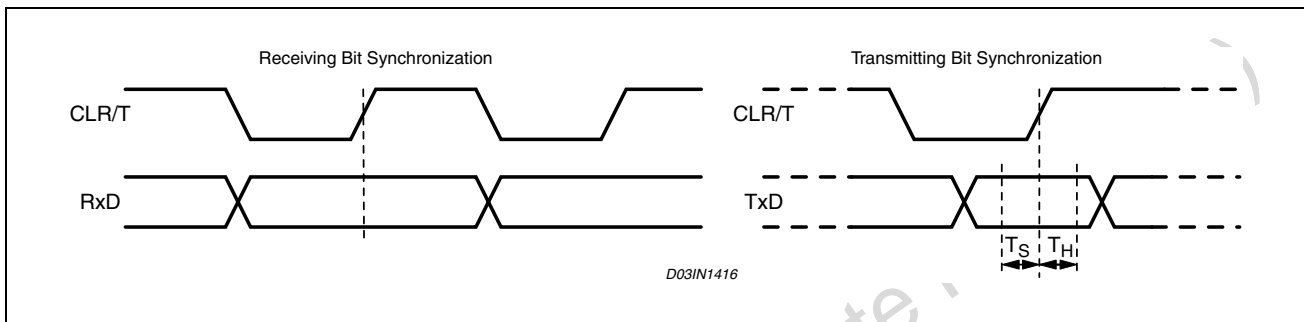 Receiving Bit Synchronization
Transmitting Bit Synchronization
CLR/T
CLR/T
RxD
TxD
TS
TH
D03IN1416